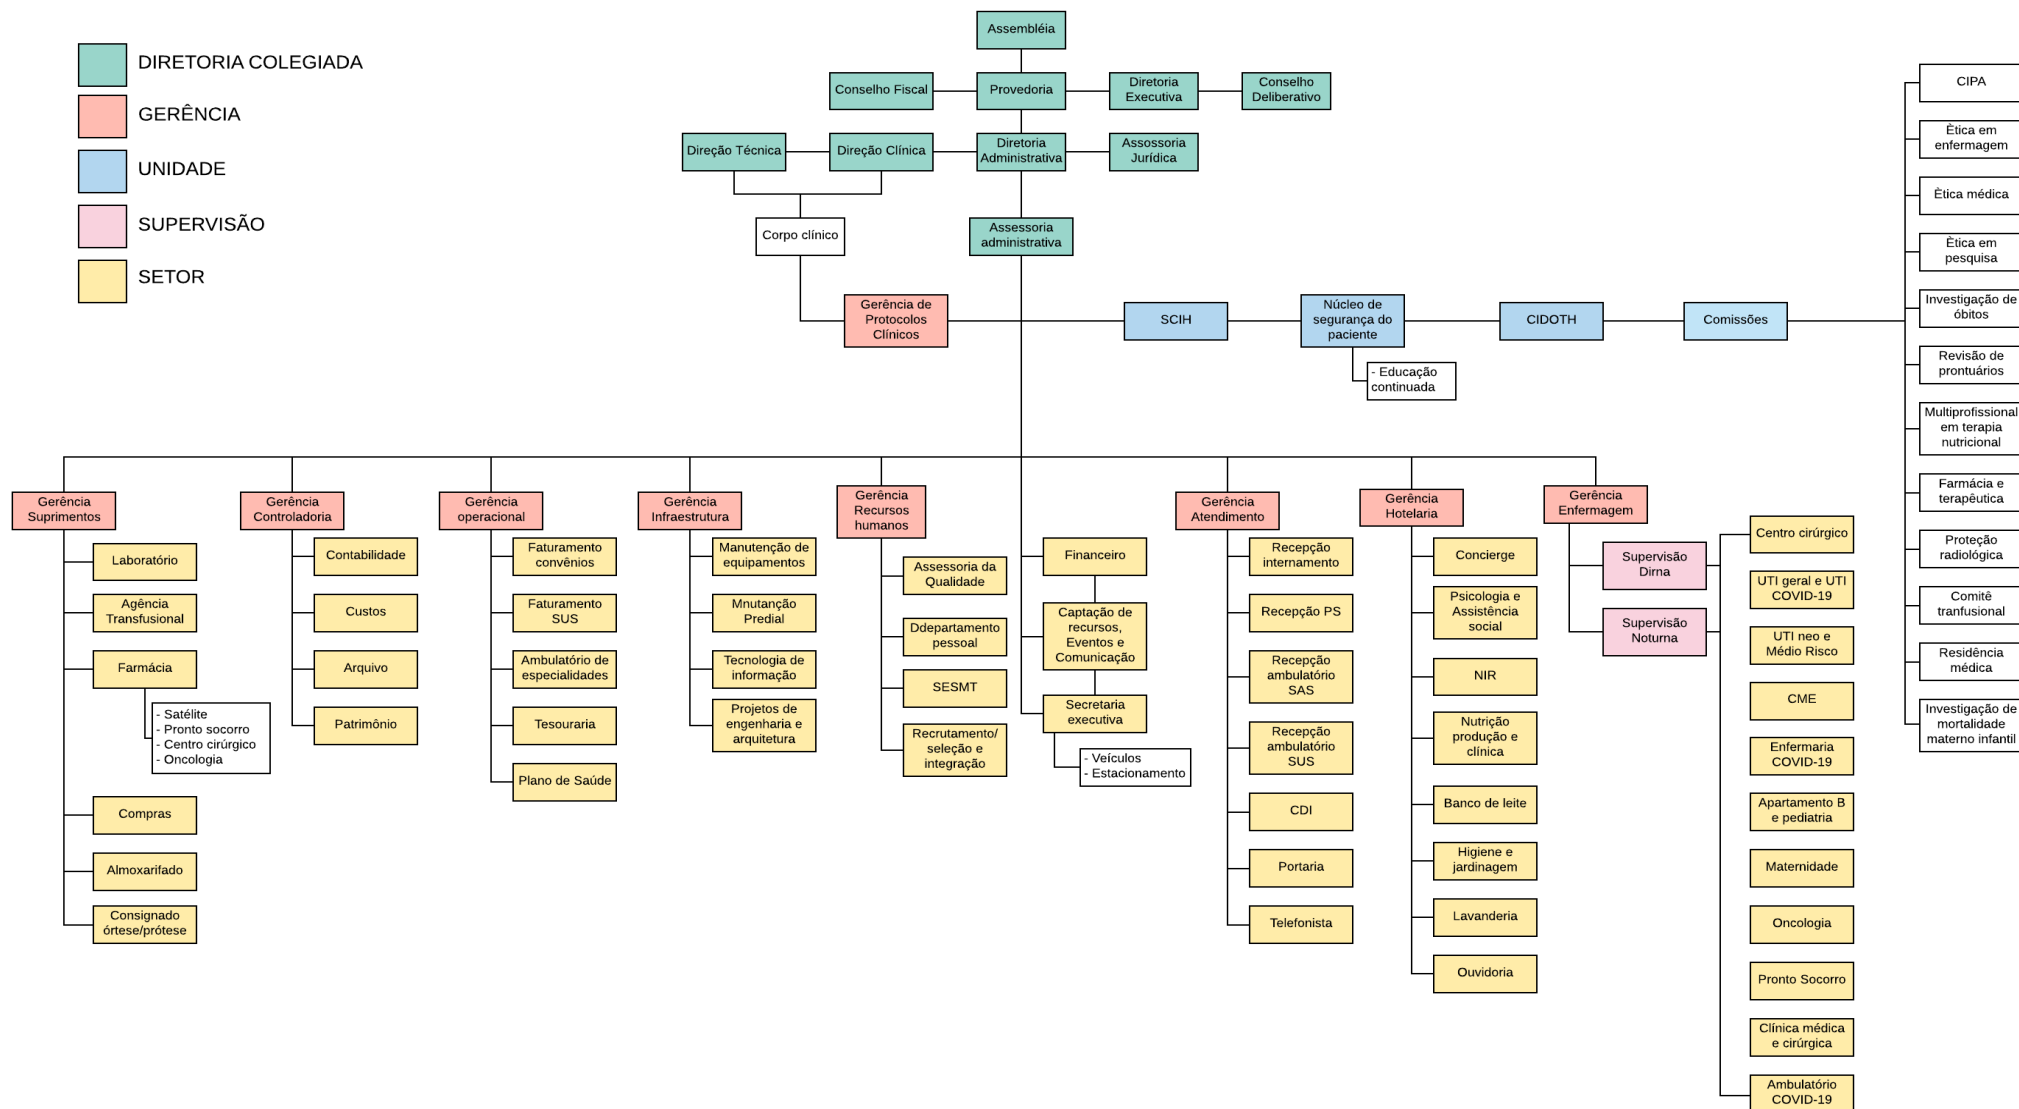 DIRETORIA COLEGIADA
GERÊNCIA
UNIDADE
SUPERVISÃO
SETOR
Assembléia
Conselho Fiscal
Provedoria
Diretoria
Executiva
Conselho
Deliberativo
Direção Técnica
Direção Clínica
Diretoria
Administrativa
Assossoria
Jurídica
Corpo clínico
Assessoria
administrativa
Gerência de
Protocolos
Clínicos
SCIH
Núcleo de
segurança do
paciente
- Educação
continuada
CIDOTH
Comissões
CIPA
Ètica em
enfermagem
Ètica médica
Ètica em
pesquisa
Investigação de
óbitos
Revisão de
prontuários
Multiprofissional
em terapia
nutricional
Farmácia e
terapêutica
Proteção
radiológica
Comitê
tranfusional
Residência
médica
Investigação de
mortalidade
materno infantil
Gerência
Suprimentos
Laboratório
Agência
Transfusional
Farmácia
- Satélite
- Pronto socorro
- Centro cirúrgico
- Oncologia
Compras
Almoxarifado
Consignado
órtese/prótese
Gerência
Controladoria
Contabilidade
Custos
Arquivo
Patrimônio
Gerência
operacional
Faturamento
convênios
Faturamento
SUS
Ambulatório de
especialidades
Tesouraria
Plano de Saúde
Gerência
Infraestrutura
Manutenção de
equipamentos
Mnutanção
Predial
Tecnologia de
informação
Projetos de
engenharia e
arquitetura
Gerência
Recursos
humanos
Assessoria da
Qualidade
Ddepartamento
pessoal
SESMT
Recrutamento/
seleção e
integração
Financeiro
Captação de
recursos,
Eventos e
Comunicação
Secretaria
executiva
- Veículos
- Estacionamento
Gerência
Atendimento
Recepção
internamento
Recepção PS
Recepção
ambulatório
SAS
Recepção
ambulatório
SUS
CDI
Portaria
Telefonista
Gerência
Hotelaria
Concierge
Psicologia e
Assistência
social
NIR
Nutrição
produção e
clínica
Banco de leite
Higiene e
jardinagem
Lavanderia
Ouvidoria
Gerência
Enfermagem
Supervisão
Dirna
Supervisão
Noturna
Centro cirúrgico
UTI geral e UTI
COVID-19
UTI neo e
Médio Risco
CME
Enfermaria
COVID-19
Apartamento B
e pediatria
Maternidade
Oncologia
Pronto Socorro
Clínica médica
e cirúrgica
Ambulatório
COVID-19